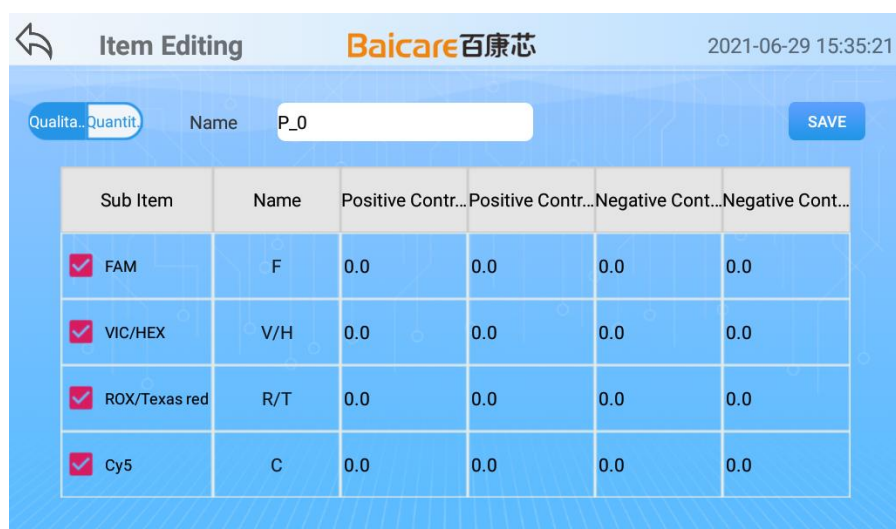 Item Editing Baicare百康芯 2021-06-29 15:35:21
Qualita.. Quantit. Name P_0 SAVE
Sub Item Name Positive Contr... Positive Contr... Negative Cont... Negative Cont...
FAM F 0.0 0.0 0.0 0.0
VIC/HEX V/H 0.0 0.0 0.0 0.0
ROX/Texas red R/T 0.0 0.0 0.0 0.0
Cy5 C 0.0 0.0 0.0 0.0